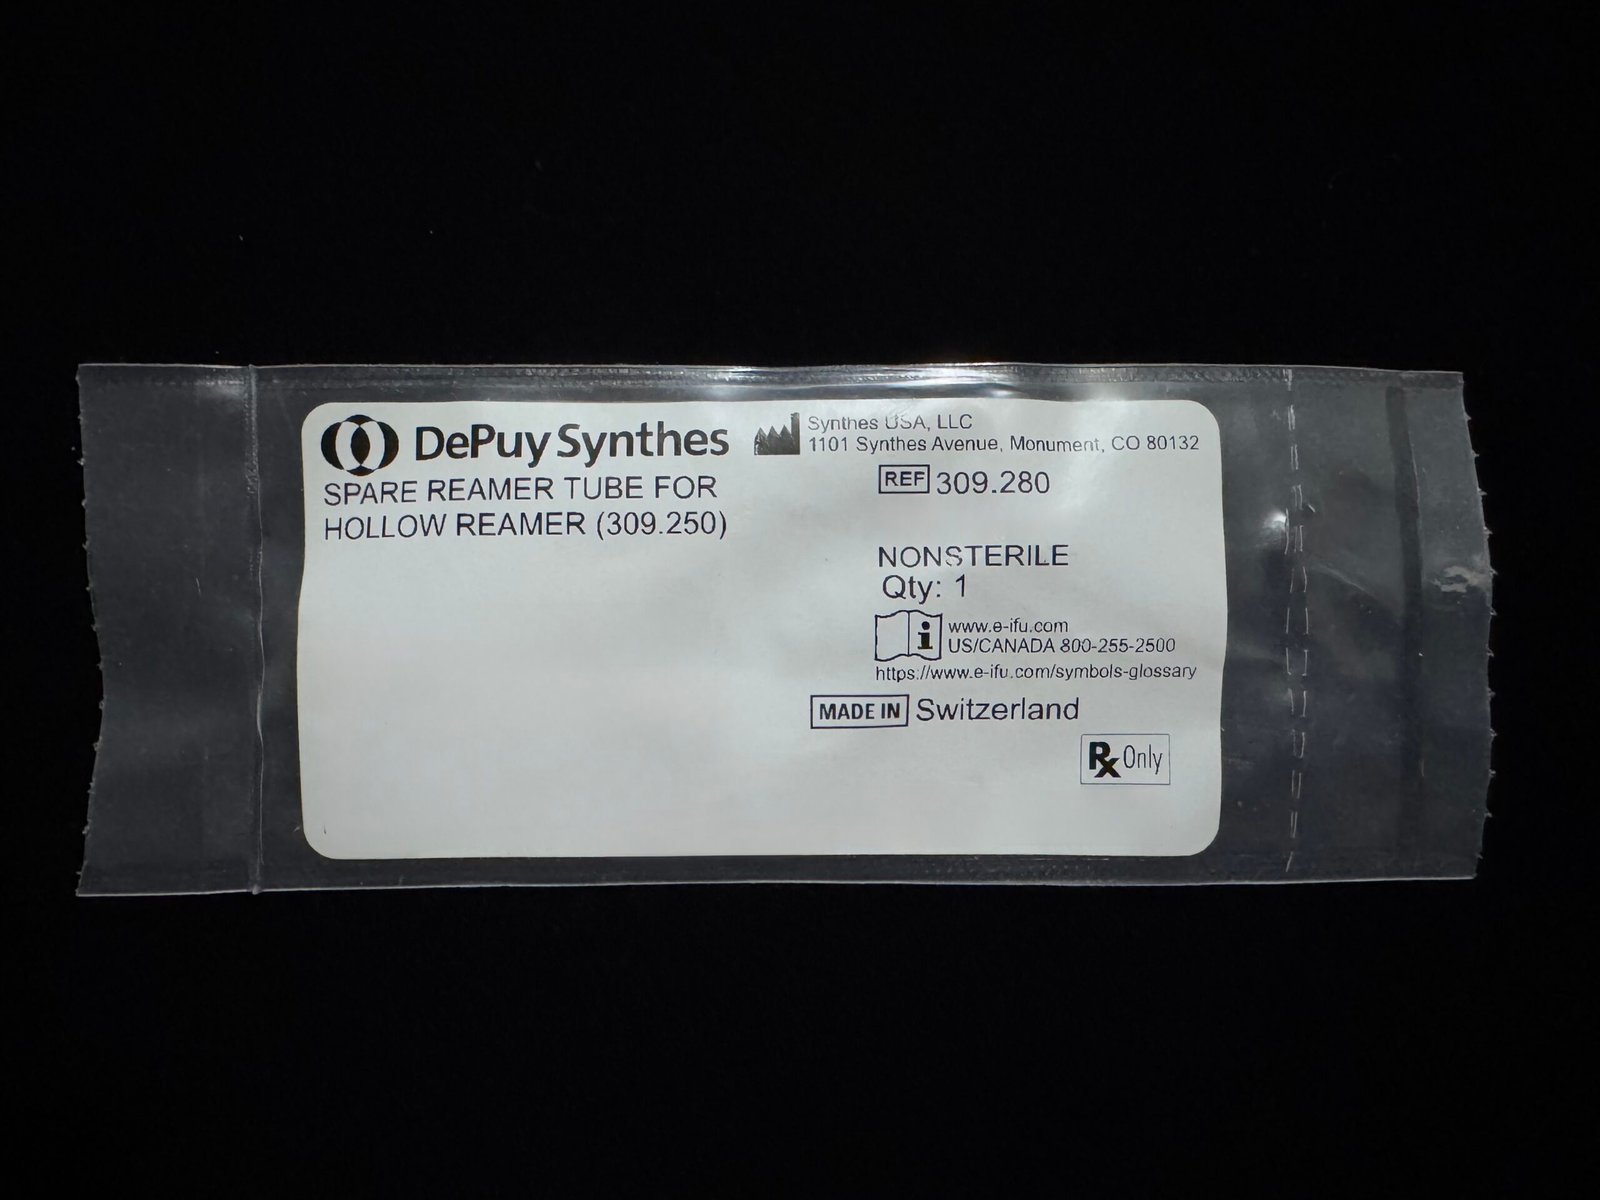 DePuy Synthes
SPARE REAMER TUBE FOR
HOLLOW REAMER (309.250)
Synthes USA, LLC
1101 Synthes Avenue, Monument, CO 80132
REF 309.280
NONSTERILE
Qty: 1
i www.e-ifu.com
US/CANADA 800-255-2500
https://www.e-ifu.com/symbols-glossary
MADE IN Switzerland
Rx Only